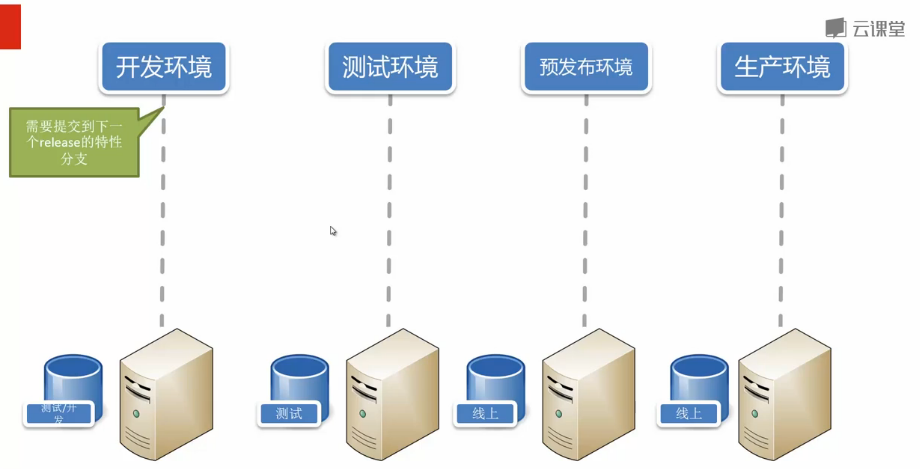 云课堂
开发环境
测试环境
预发布环境
生产环境
需要提交到下一
个release的特性
分支
测试/开
发
测试
线上
线上